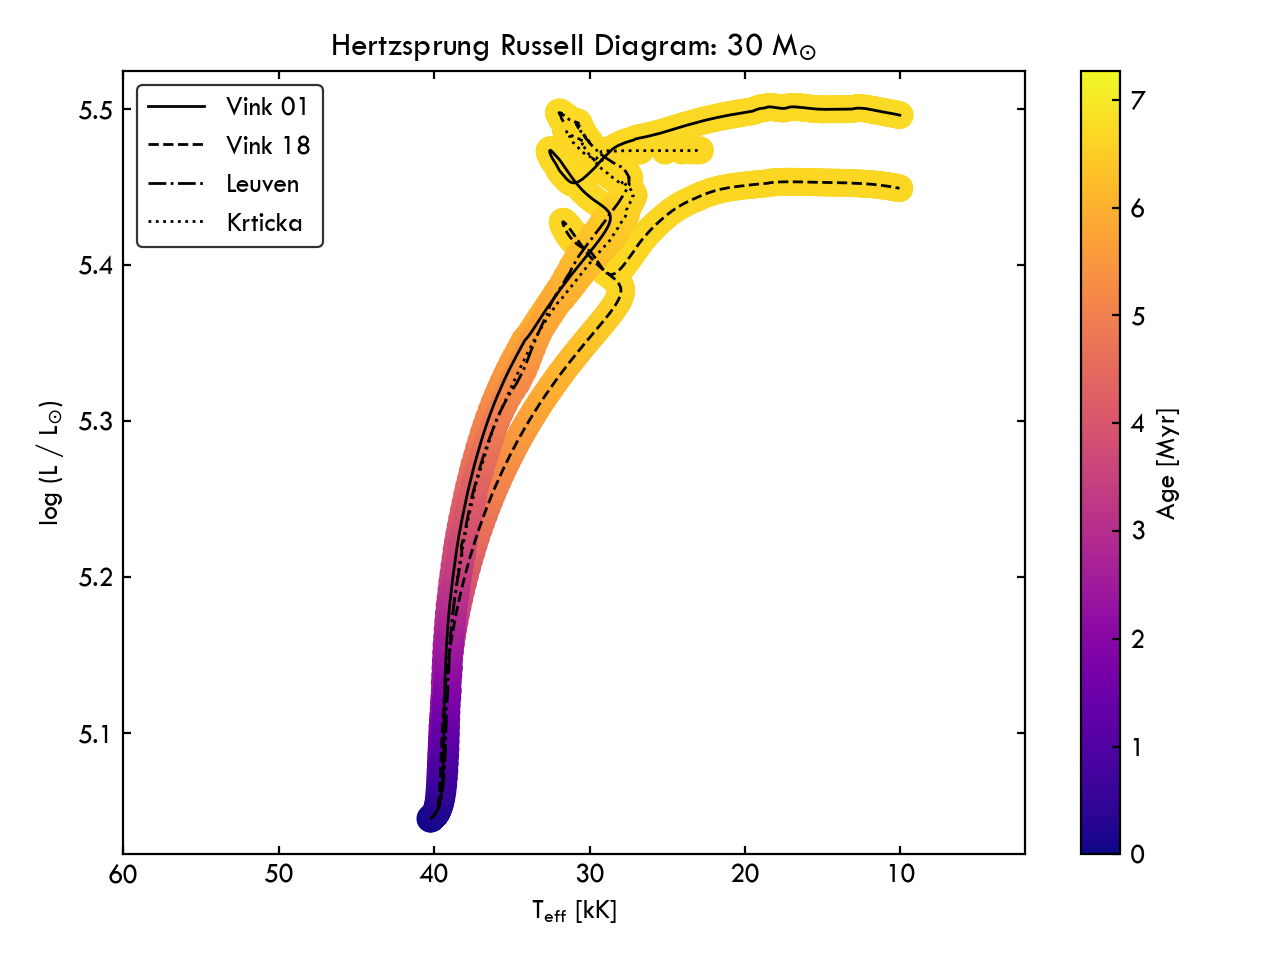 Hertzsprung Russell Diagram: 30 M☉
Vink 01
Vink 18
Leuven
Krticka
5.5
5.4
5.3
5.2
5.1
log (L / L☉)
60
50
40
30
20
10
Teff [kK]
7
6
5
4
3
2
1
0
Age [Myr]